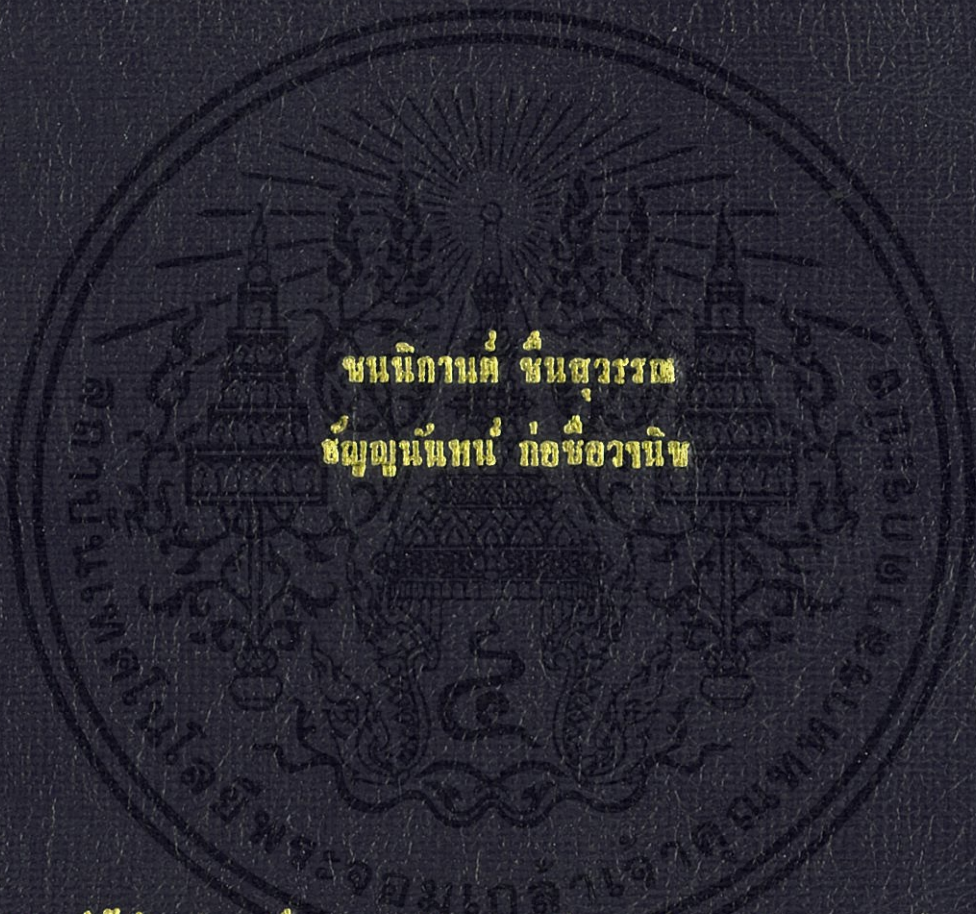 ชนนิกานต์ ชื่นสุวรรณ
ธัญญนันทน์ ก่อชื่อวานิช
สถาบันเทคโนโลยีพระจอมเกล้าเจ้าคุณทหารลาดกระบัง